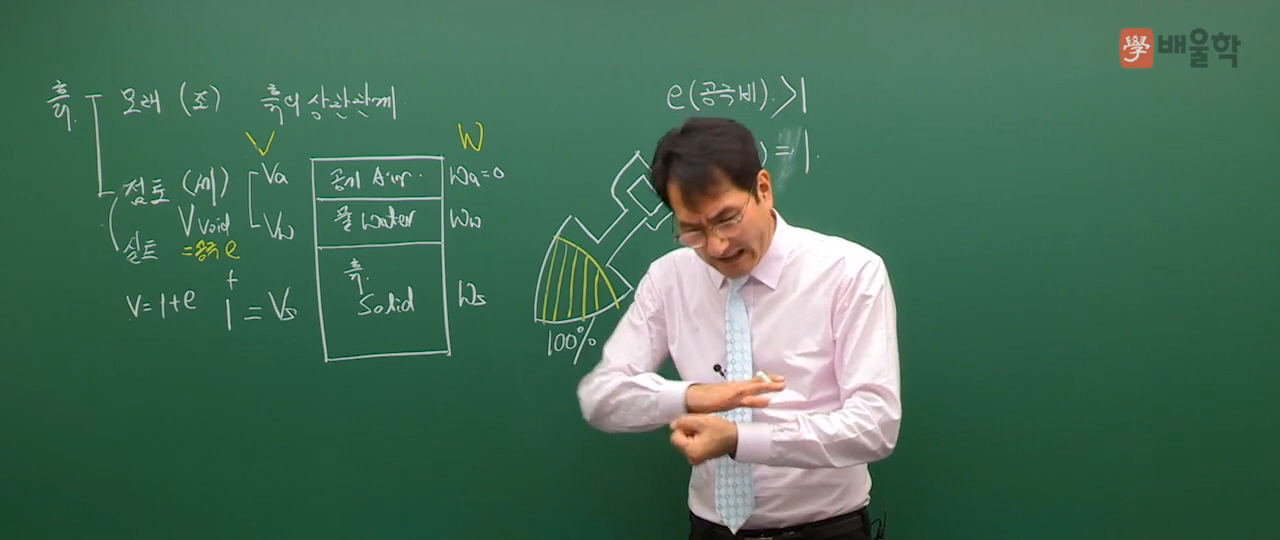 學 배울학
흙 모래 (조) 흙의 상관관계
e(공극비) > 1
= 1
V W
점토 (세) Va 공기 Air Wa=0
V void Vw 물 Water Ww
실트 =공극 e
흙
+
V=1+e 1 = Vs Solid Ws
100%